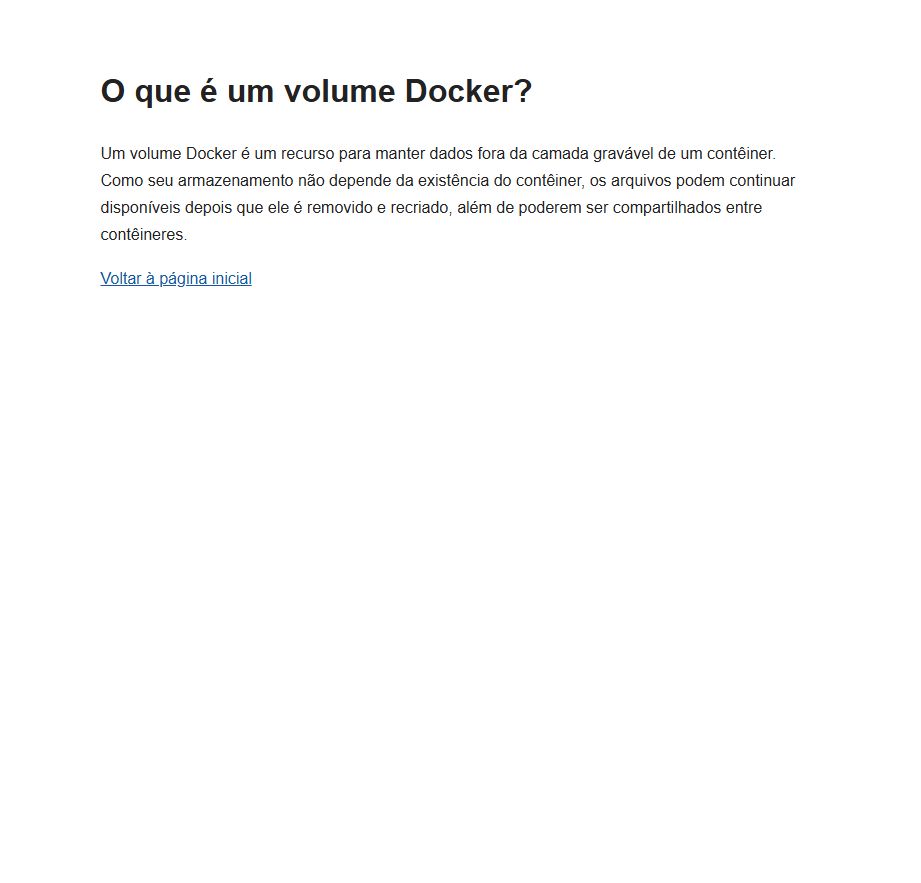 O que é um volume Docker?
Um volume Docker é um recurso para manter dados fora da camada gravável de um contêiner.
Como seu armazenamento não depende da existência do contêiner, os arquivos podem continuar
disponíveis depois que ele é removido e recriado, além de poderem ser compartilhados entre
contêineres.
Voltar à página inicial